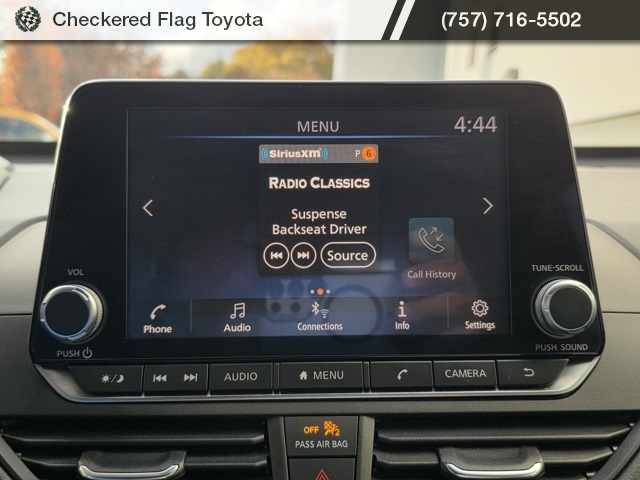 Checkered Flag Toyota
(757) 716-5502
MENU
4:44
SiriusXM
P 6
RADIO CLASSICS
Suspense
Backseat Driver
Source
Call History
Phone
Audio
Connections
Info
Settings
VOL
PUSH
TUNE-SCROLL
PUSH SOUND
AUDIO
MENU
CAMERA
OFF 2
PASS AIR BAG